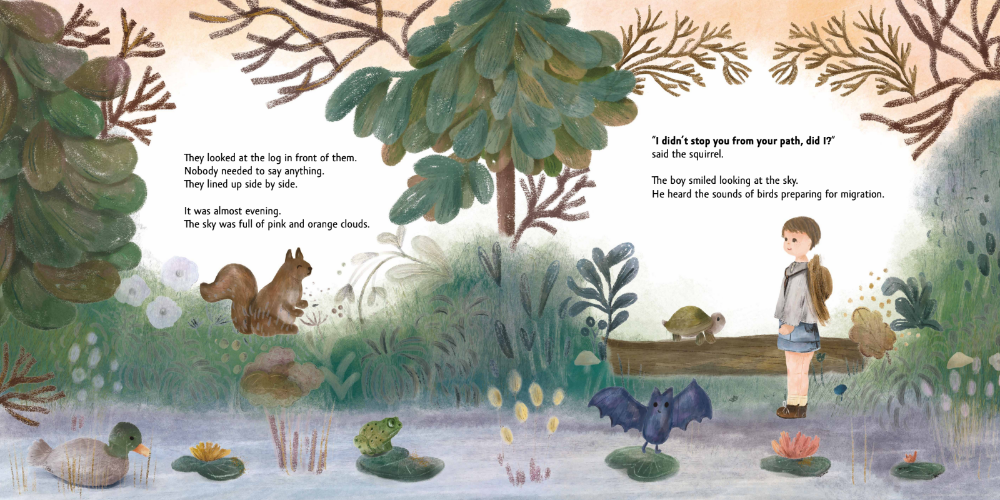 They looked at the log in front of them.
Nobody needed to say anything.
They lined up side by side.
It was almost evening.
The sky was full of pink and orange clouds.
"I didn't stop you from your path, did I?"
said the squirrel.
The boy smiled looking at the sky.
He heard the sounds of birds preparing for migration.